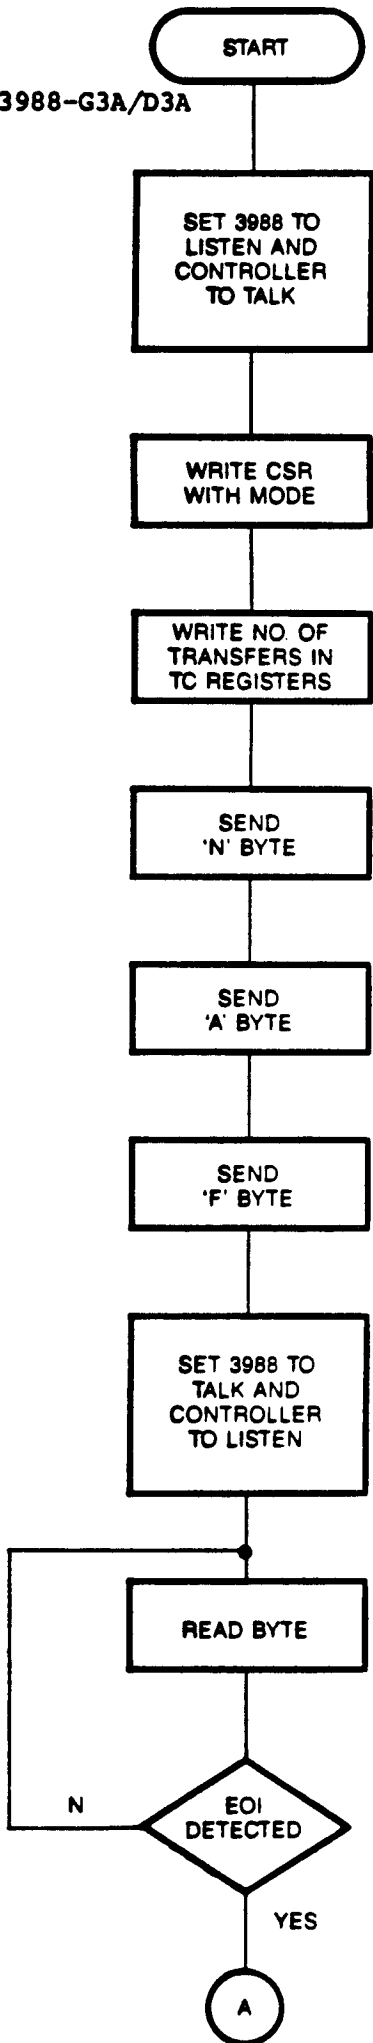 START
3988-G3A/D3A
SET 3988 TO
LISTEN AND
CONTROLLER
TO TALK
WRITE CSR
WITH MODE
WRITE NO. OF
TRANSFERS IN
TC REGISTERS
SEND
'N' BYTE
SEND
'A' BYTE
SEND
'F' BYTE
SET 3988 TO
TALK AND
CONTROLLER
TO LISTEN
READ BYTE
N
EOI
DETECTED
YES
A